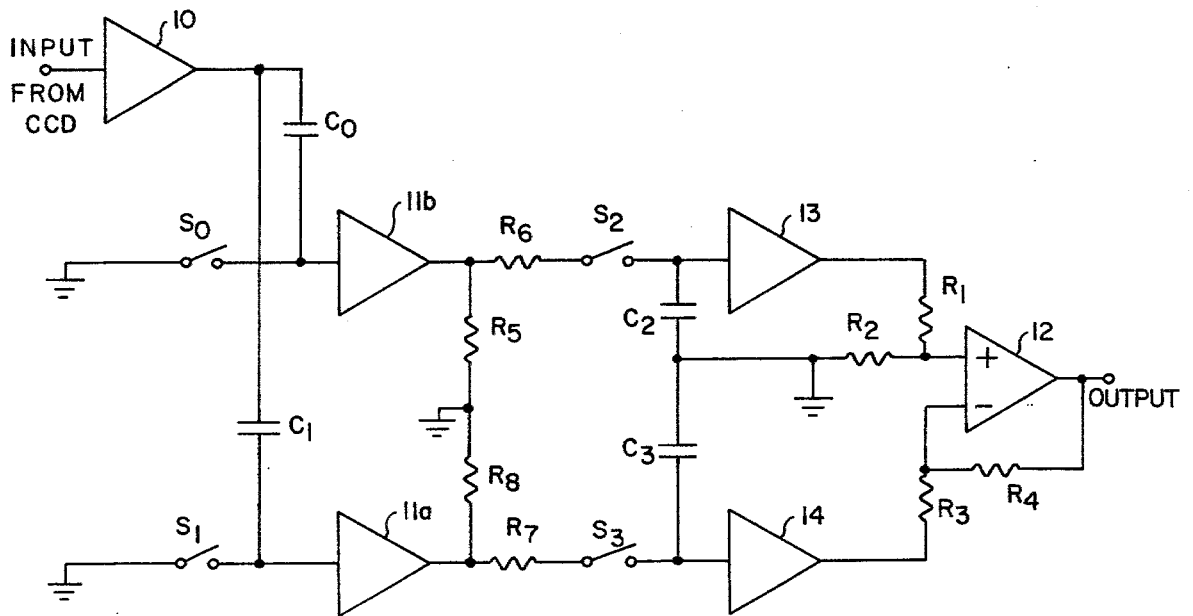 10
INPUT
FROM
CCD
C0
S0
11b
R6
S2
13
R5
C2
R2
R1
12
+
−
OUTPUT
C1
C3
R8
R4
R3
S1
11a
R7
S3
14